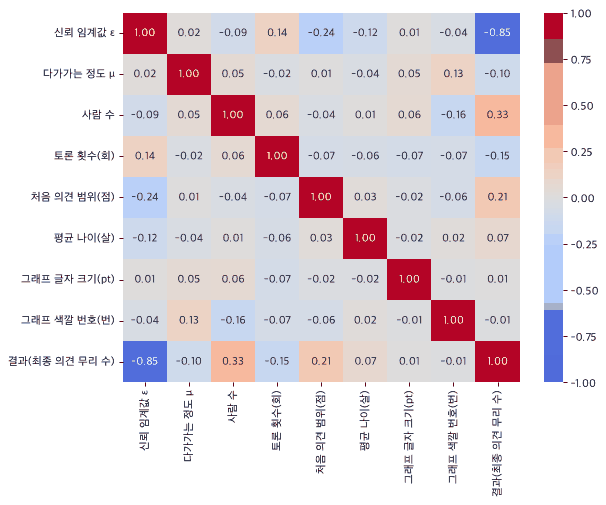 신뢰 임계값 ε 1.00 0.02 -0.09 0.14 -0.24 -0.12 0.01 -0.04 -0.85
다가가는 정도 μ 0.02 1.00 0.05 -0.02 0.01 -0.04 0.05 0.13 -0.10
사람 수 -0.09 0.05 1.00 0.06 -0.04 0.01 0.06 -0.16 0.33
토론 횟수(회) 0.14 -0.02 0.06 1.00 -0.07 -0.06 -0.07 -0.07 -0.15
처음 의견 범위(점) -0.24 0.01 -0.04 -0.07 1.00 0.03 -0.02 -0.06 0.21
평균 나이(살) -0.12 -0.04 0.01 -0.06 0.03 1.00 -0.02 0.02 0.07
그래프 글자 크기(pt) 0.01 0.05 0.06 -0.07 -0.02 -0.02 1.00 -0.01 0.01
그래프 색깔 번호(번) -0.04 0.13 -0.16 -0.07 -0.06 0.02 -0.01 1.00 -0.01
결과(최종 의견 무리 수) -0.85 -0.10 0.33 -0.15 0.21 0.07 0.01 -0.01 1.00
신뢰 임계값 ε
다가가는 정도 μ
사람 수
토론 횟수(회)
처음 의견 범위(점)
평균 나이(살)
그래프 글자 크기(pt)
그래프 색깔 번호(번)
결과(최종 의견 무리 수)
1.00
0.75
0.50
0.25
0.00
-0.25
-0.50
-0.75
-1.00